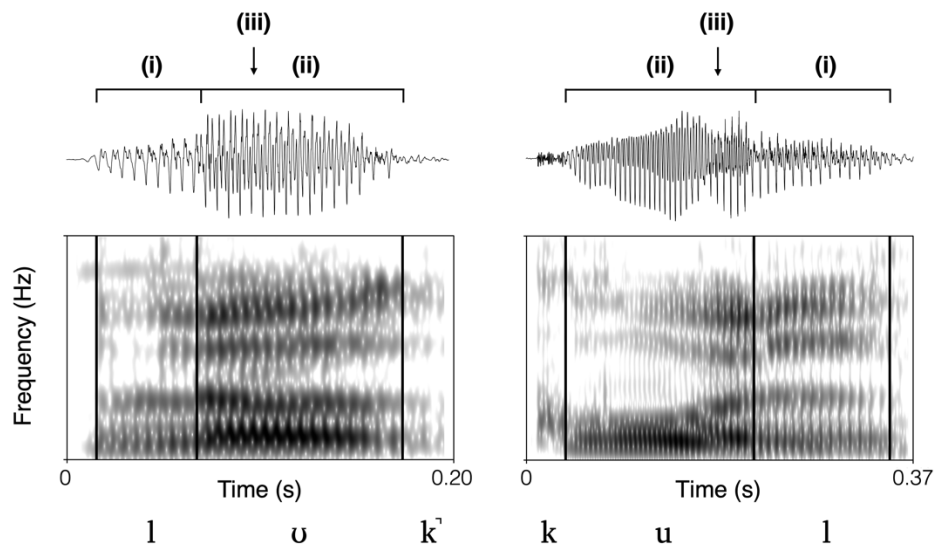 (iii) (iii)
(i) (ii) (ii) (i)
Frequency (Hz)
0 0.20 0 0.37
Time (s) Time (s)
l ʊ k̚ k u l